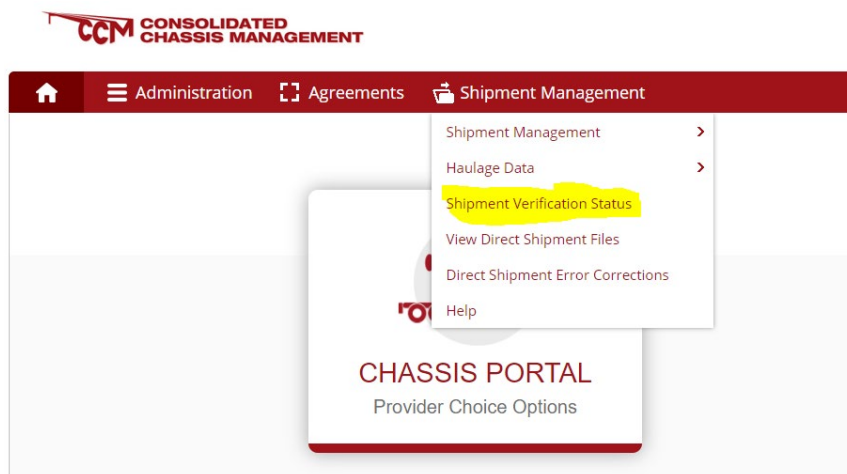 CCM CONSOLIDATED
CHASSIS MANAGEMENT
Administration Agreements Shipment Management
Shipment Management
Haulage Data
Shipment Verification Status
View Direct Shipment Files
Direct Shipment Error Corrections
Help
CHASSIS PORTAL
Provider Choice Options